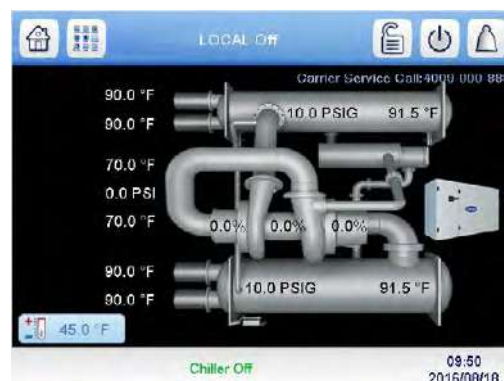 LOCAL Off
Carrier Service Call:4009-000-88
90.0 °F
90.0 °F
10.0 PSIG 91.5 °F
70.0 °F
0.0 PSI
70.0 °F
0.0% 0.0% 0.0%
90.0 °F
90.0 °F
10.0 PSIG 91.5 °F
45.0 °F
Chiller Off
09:50
2016/08/18